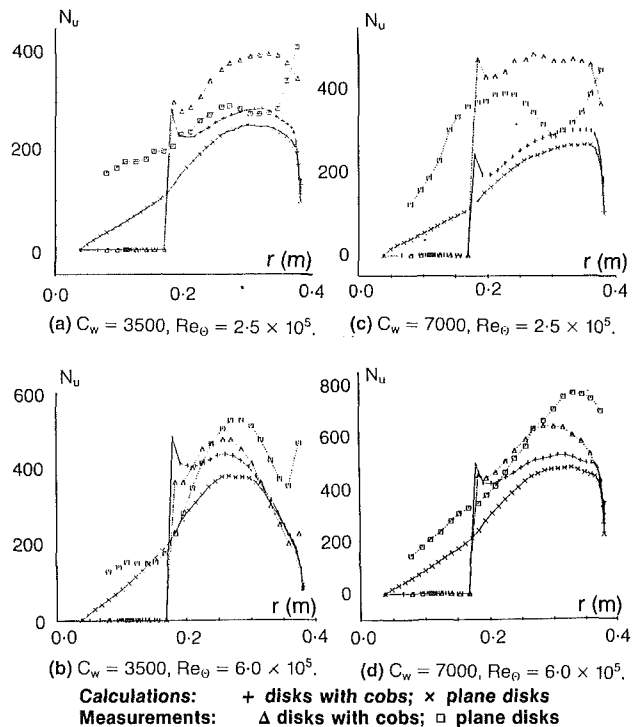 Nu
Nu
400
400
200
200
0
0
r (m)
r (m)
0·0
0·2
0·4
0·0
0·2
0·4
(a) Cw = 3500, ReΘ = 2·5 × 10⁵.
(c) Cw = 7000, ReΘ = 2·5 × 10⁵.
Nu
Nu
600
800
400
600
400
200
200
0
0
r (m)
r (m)
0·0
0·2
0·4
0·0
0·2
0·4
(b) Cw = 3500, ReΘ = 6·0 × 10⁵.
(d) Cw = 7000, ReΘ = 6·0 × 10⁵.
Calculations: + disks with cobs; × plane disks
Measurements: Δ disks with cobs; □ plane disks